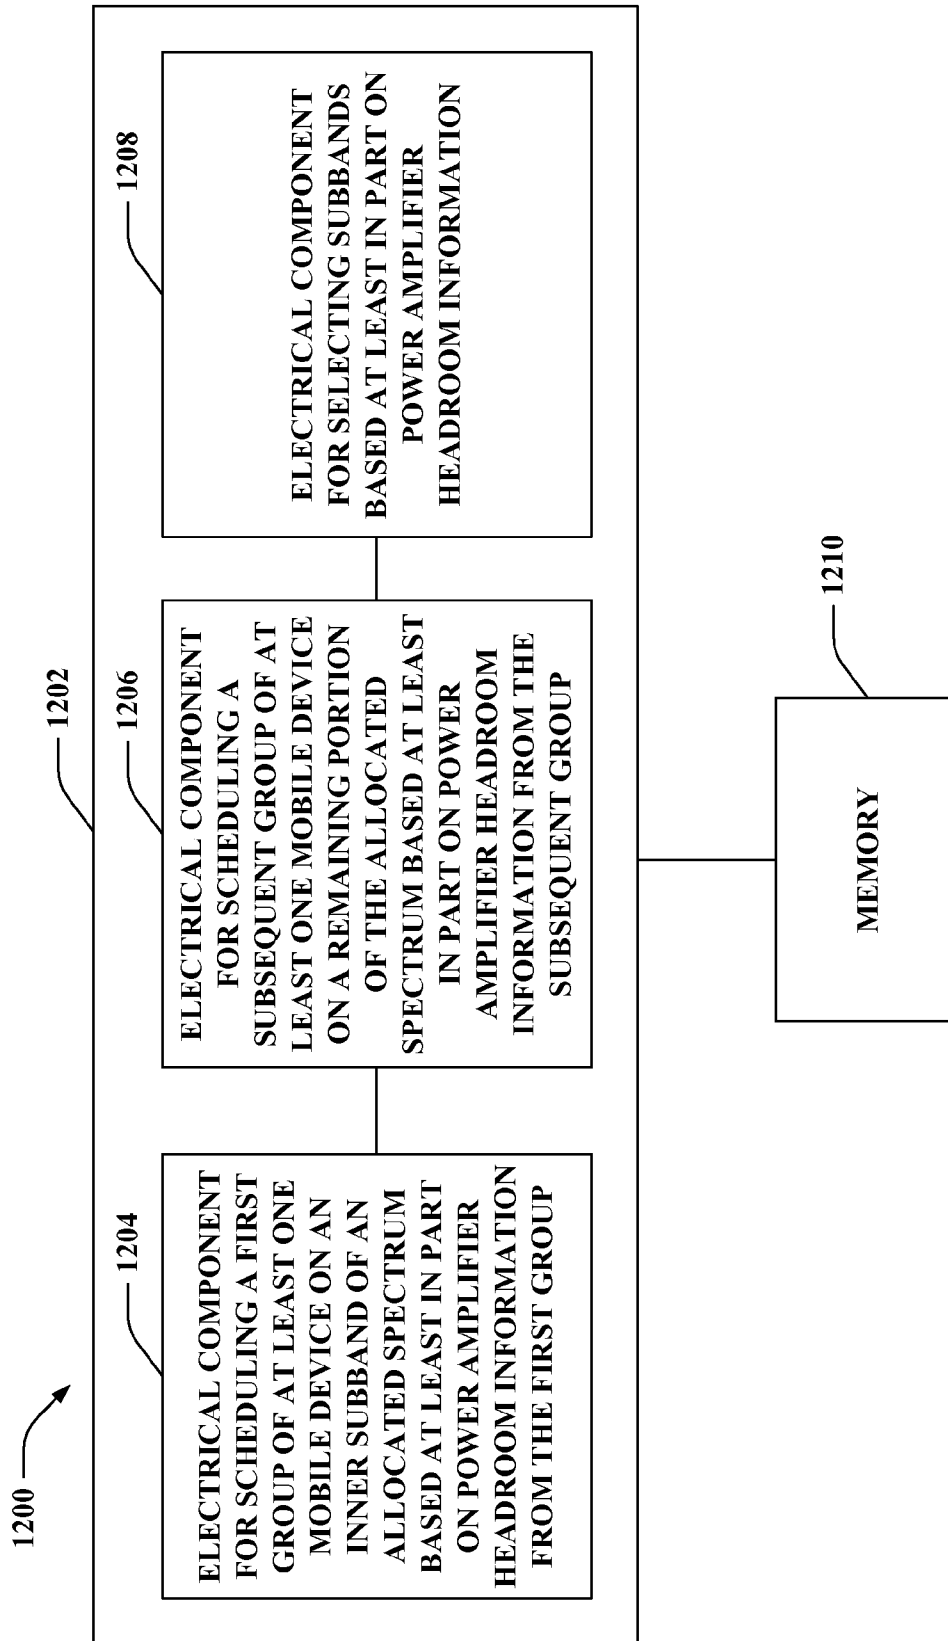 1200
1202
1204
ELECTRICAL COMPONENT
FOR SCHEDULING A FIRST
GROUP OF AT LEAST ONE
MOBILE DEVICE ON AN
INNER SUBBAND OF AN
ALLOCATED SPECTRUM
BASED AT LEAST IN PART
ON POWER AMPLIFIER
HEADROOM INFORMATION
FROM THE FIRST GROUP
1206
ELECTRICAL COMPONENT
FOR SCHEDULING A
SUBSEQUENT GROUP OF AT
LEAST ONE MOBILE DEVICE
ON A REMAINING PORTION
OF THE ALLOCATED
SPECTRUM BASED AT LEAST
IN PART ON POWER
AMPLIFIER HEADROOM
INFORMATION FROM THE
SUBSEQUENT GROUP
1208
ELECTRICAL COMPONENT
FOR SELECTING SUBBANDS
BASED AT LEAST IN PART ON
POWER AMPLIFIER
HEADROOM INFORMATION
1210
MEMORY